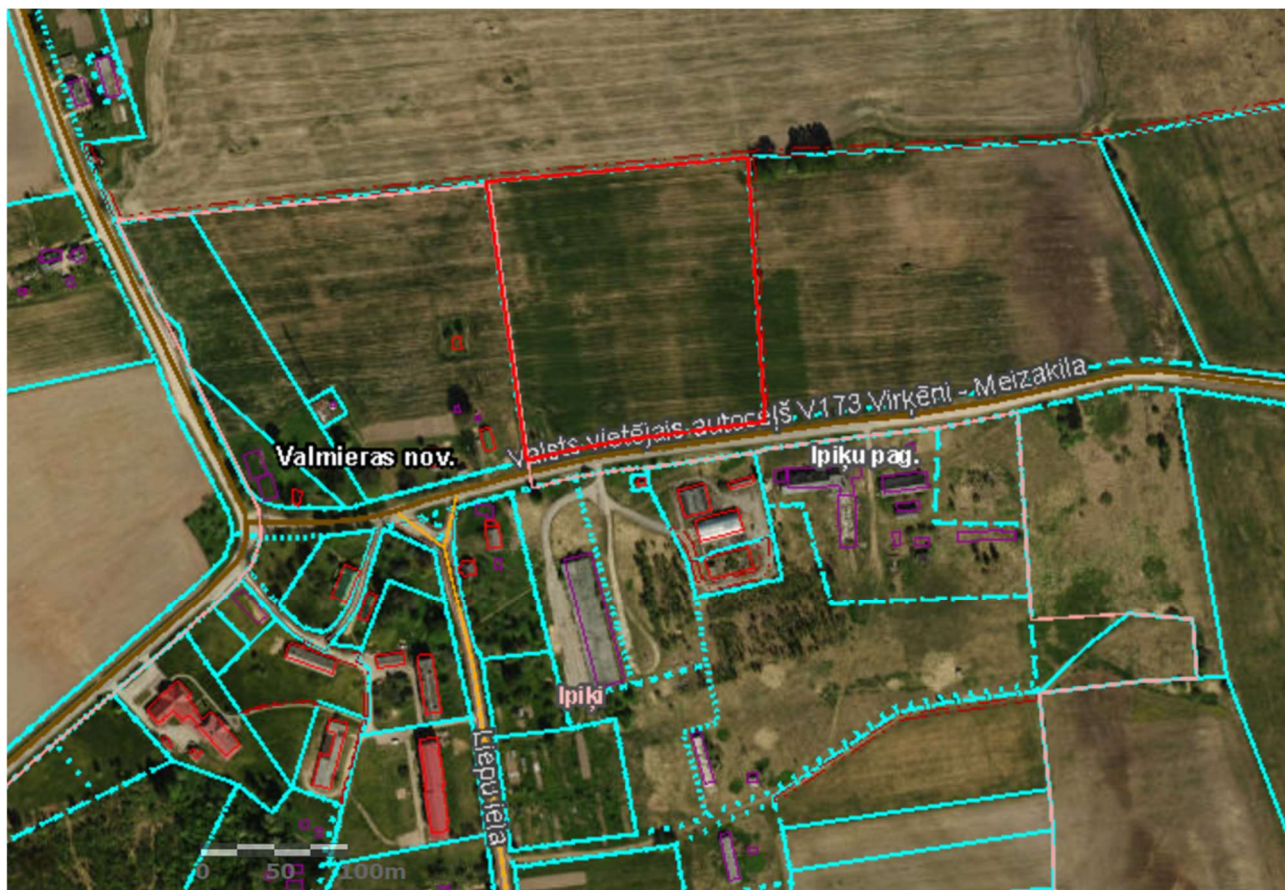 Valsts vietējais autoceļš V173 Virķēni - Meizakila
Valmieras nov.
Ipiķu pag.
Ipiķi
Liepu iela
0 50 100m